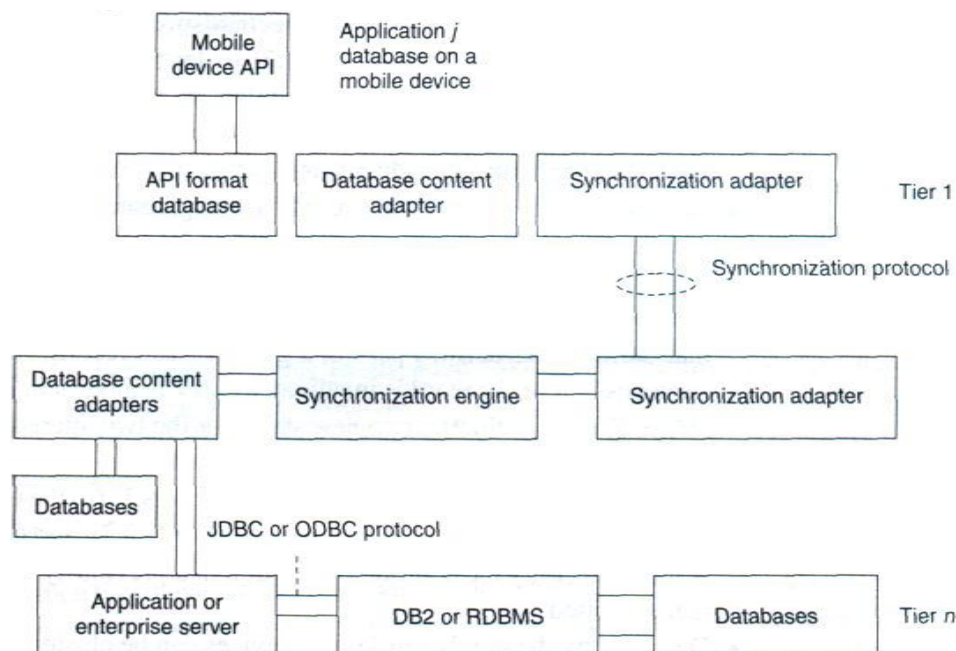 Mobile
device API
Application j
database on a
mobile device
API format
database
Database content
adapter
Synchronization adapter
Tier 1
Synchronization protocol
Database content
adapters
Synchronization engine
Synchronization adapter
Databases
JDBC or ODBC protocol
Application or
enterprise server
DB2 or RDBMS
Databases
Tier n